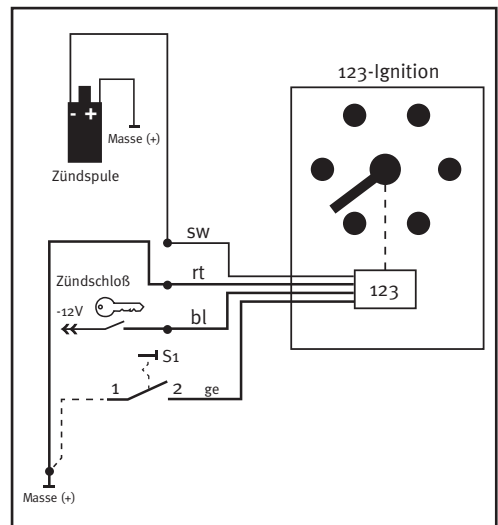 123-Ignition
- +
Masse (+)
Zündspule
sw
rt
Zündschloß
123
-12V
bl
S1
1 2 ge
Masse (+)